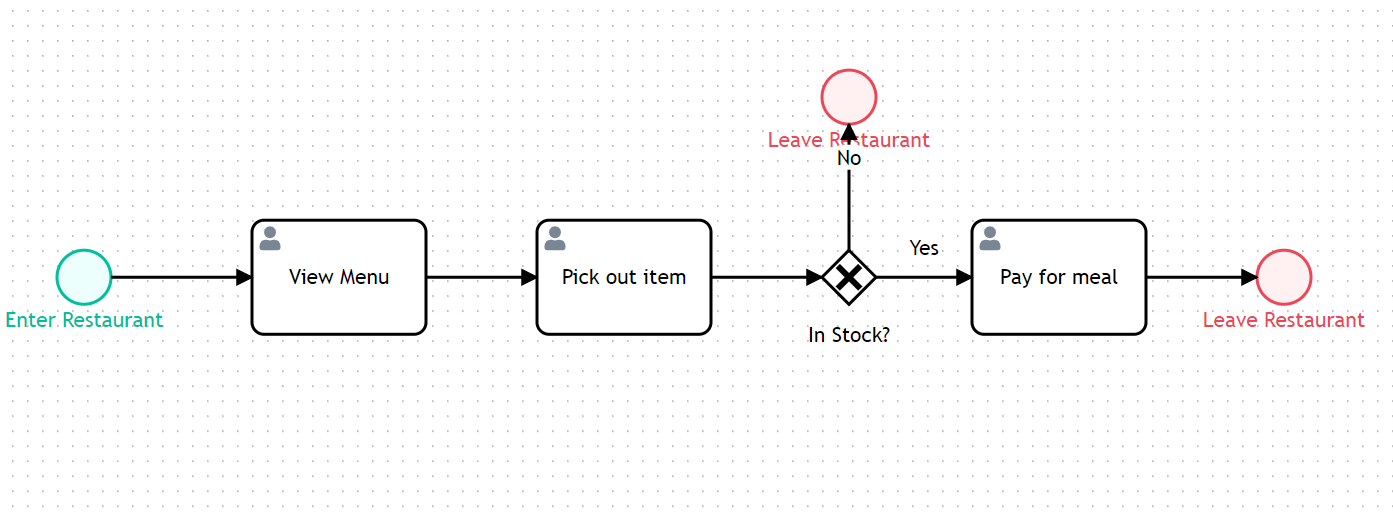 Leave Restaurant
No
Enter Restaurant
View Menu
Pick out item
In Stock?
Yes
Pay for meal
Leave Restaurant